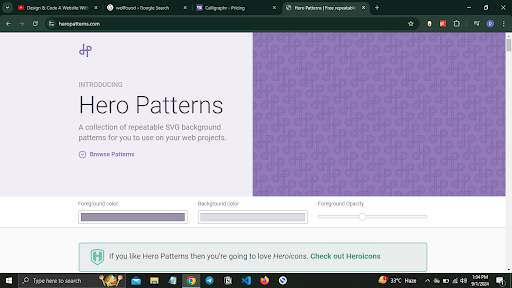 Design & Code A Website With
wellfound - Google Search
Calligraphr - Pricing
Hero Patterns | Free repeatable
heropatterns.com
INTRODUCING
Hero Patterns
A collection of repeatable SVG background
patterns for you to use on your web projects.
Browse Patterns
Foreground color
Background color
Foreground Opacity
If you like Hero Patterns then you're going to love Heroicons. Check out Heroicons
Type here to search
33°C Haze
1:04 PM
9/1/2024